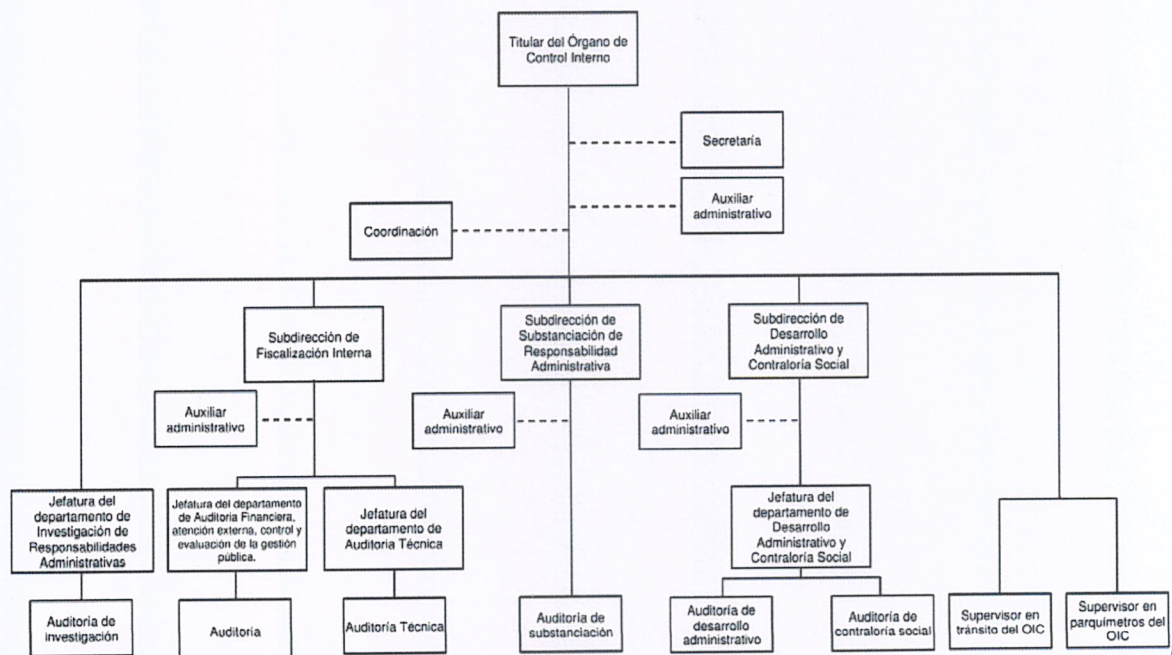 Titular del Órgano de
Control Interno
Secretaría
Auxiliar
administrativo
Coordinación
Subdirección de
Fiscalización Interna
Subdirección de
Substanciación de
Responsabilidad
Administrativa
Subdirección de
Desarrollo
Administrativo y
Contraloría Social
Auxiliar
administrativo
Auxiliar
administrativo
Auxiliar
administrativo
Jefatura del
departamento de
Investigación de
Responsabilidades
Administrativas
Jefatura del departamento
de Auditoría Financiera,
atención externa, control y
evaluación de la gestión
pública.
Jefatura del
departamento de
Auditoría Técnica
Jefatura del
departamento de
Desarrollo
Administrativo y
Contraloría Social
Auditoría de
investigación
Auditoría
Auditoría Técnica
Auditoría de
substanciación
Auditoría de
desarrollo
administrativo
Auditoría de
contraloría social
Supervisor en
tránsito del OIC
Supervisor en
parquímetros del
OIC